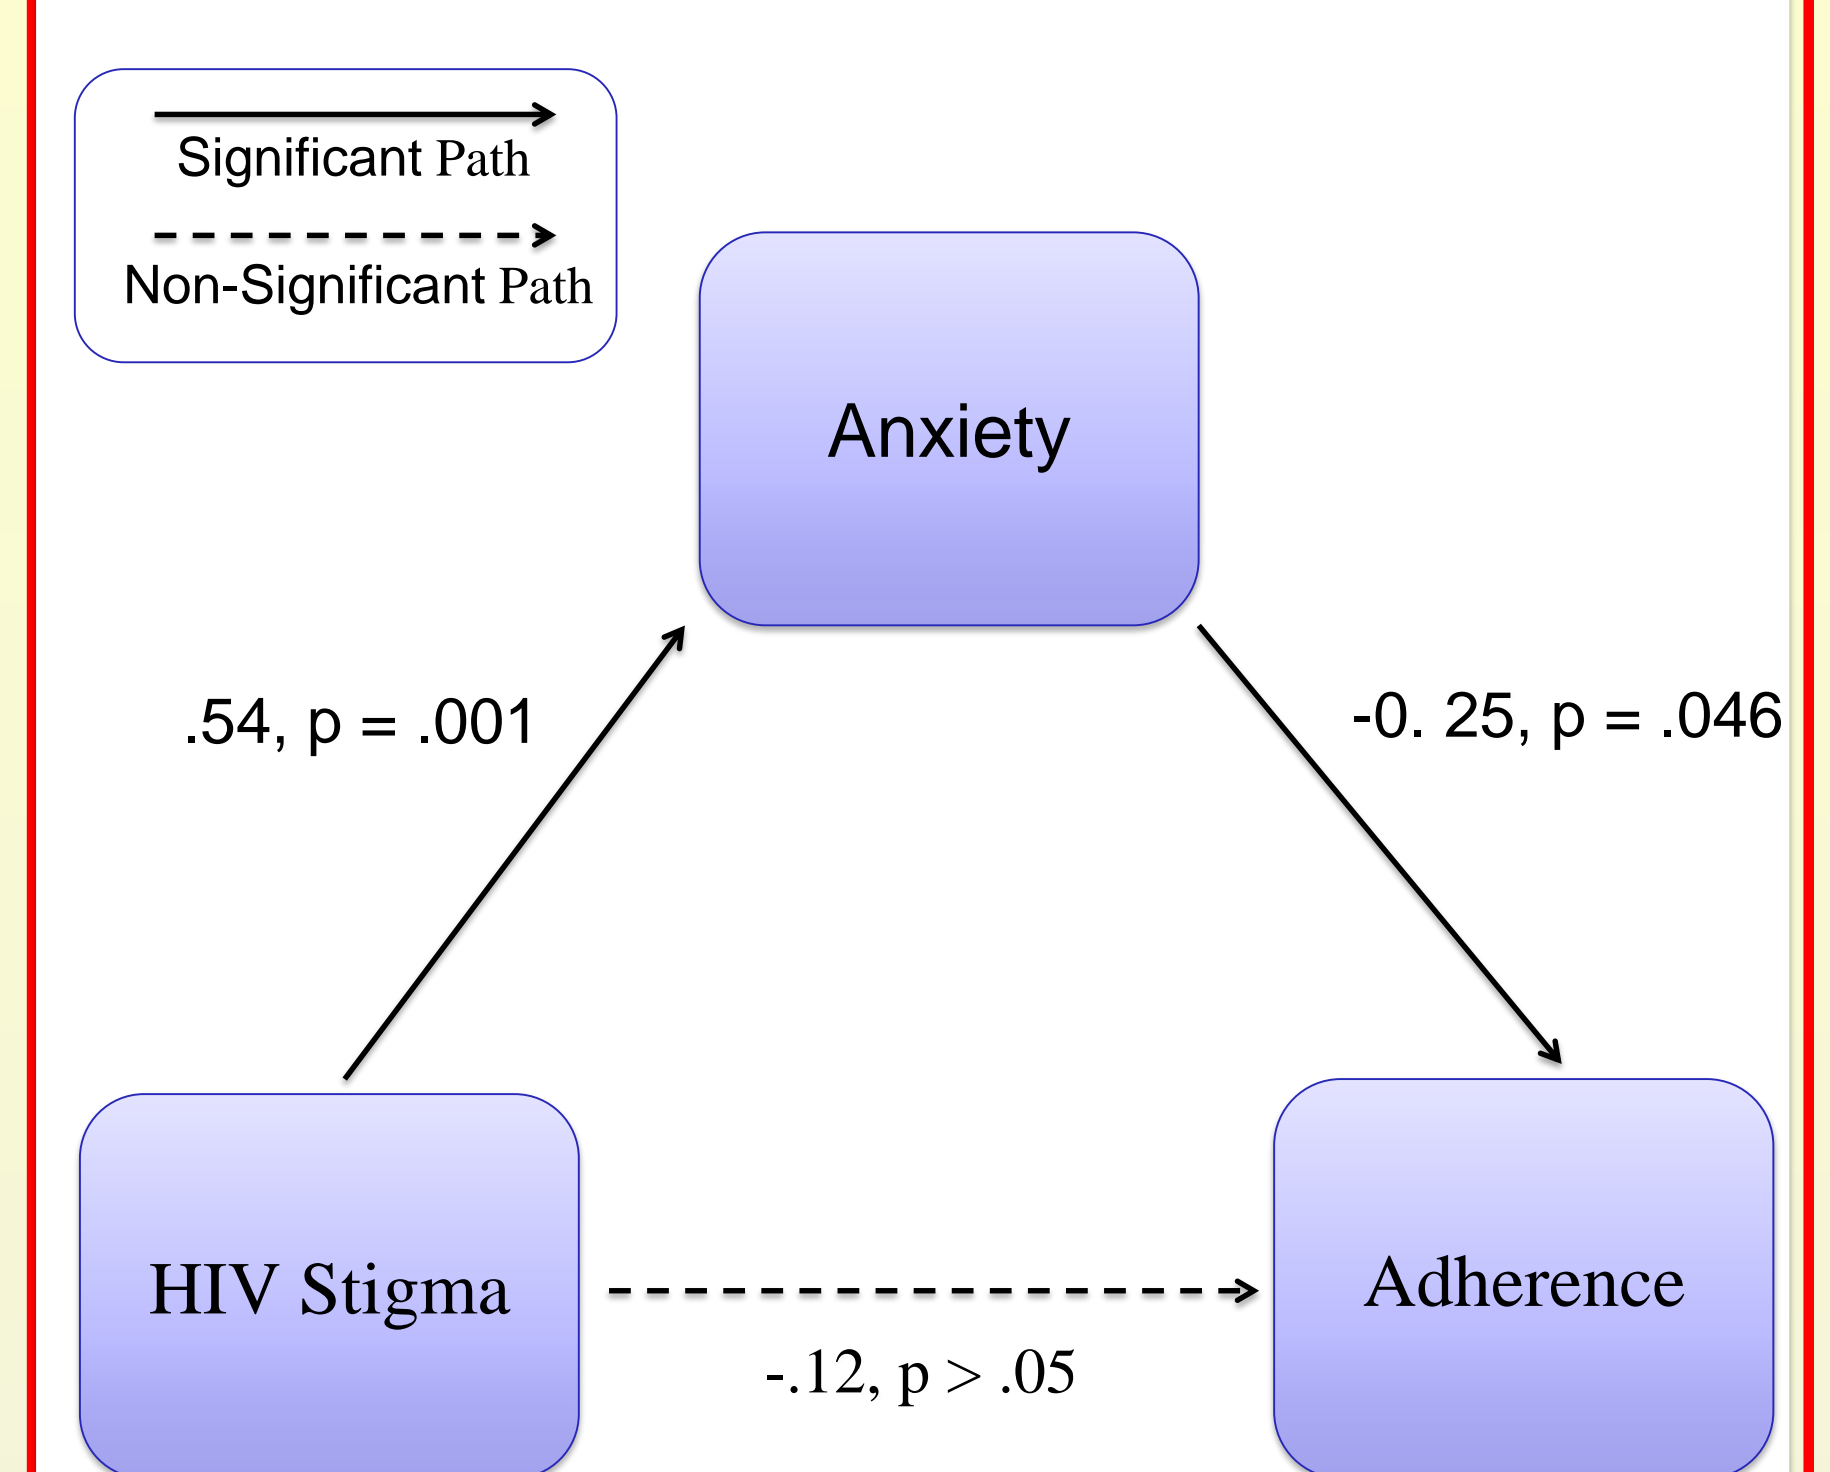 Significant Path
Non-Significant Path
Anxiety
.54, p = .001
-0. 25, p = .046
HIV Stigma
Adherence
-.12, p > .05